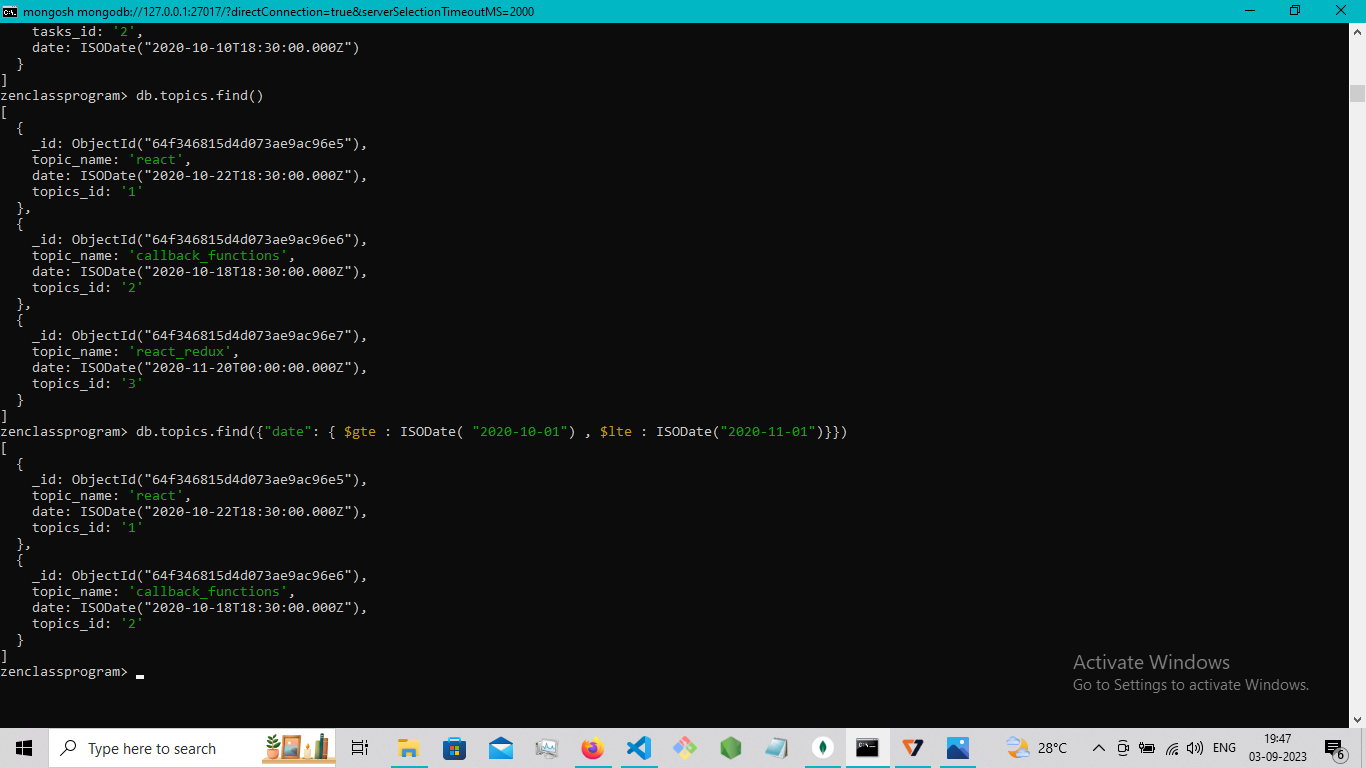 mongosh mongodb://127.0.0.1:27017/?directConnection=true&serverSelectionTimeoutMS=2000
    tasks_id: '2',
    date: ISODate("2020-10-10T18:30:00.000Z")
  }
]
zenclassprogram> db.topics.find()
[
  {
    _id: ObjectId("64f346815d4d073ae9ac96e5"),
    topic_name: 'react',
    date: ISODate("2020-10-22T18:30:00.000Z"),
    topics_id: '1'
  },
  {
    _id: ObjectId("64f346815d4d073ae9ac96e6"),
    topic_name: 'callback_functions',
    date: ISODate("2020-10-18T18:30:00.000Z"),
    topics_id: '2'
  },
  {
    _id: ObjectId("64f346815d4d073ae9ac96e7"),
    topic_name: 'react_redux',
    date: ISODate("2020-11-20T00:00:00.000Z"),
    topics_id: '3'
  }
]
zenclassprogram> db.topics.find({"date": { $gte : ISODate( "2020-10-01") , $lte : ISODate("2020-11-01")}})
[
  {
    _id: ObjectId("64f346815d4d073ae9ac96e5"),
    topic_name: 'react',
    date: ISODate("2020-10-22T18:30:00.000Z"),
    topics_id: '1'
  },
  {
    _id: ObjectId("64f346815d4d073ae9ac96e6"),
    topic_name: 'callback_functions',
    date: ISODate("2020-10-18T18:30:00.000Z"),
    topics_id: '2'
  }
]
zenclassprogram>
Activate Windows
Go to Settings to activate Windows.
Type here to search
28°C
ENG
19:47
03-09-2023
6